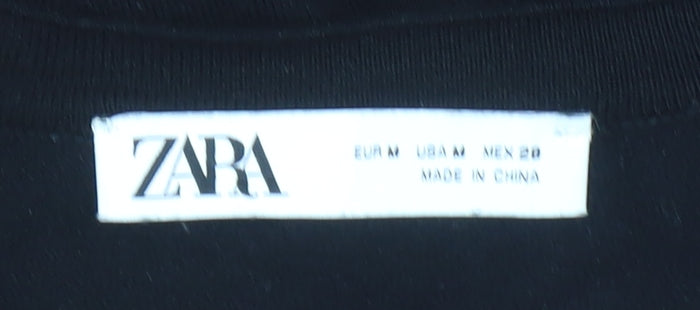 ZARA
EUR M USA M MEX 28
MADE IN CHINA